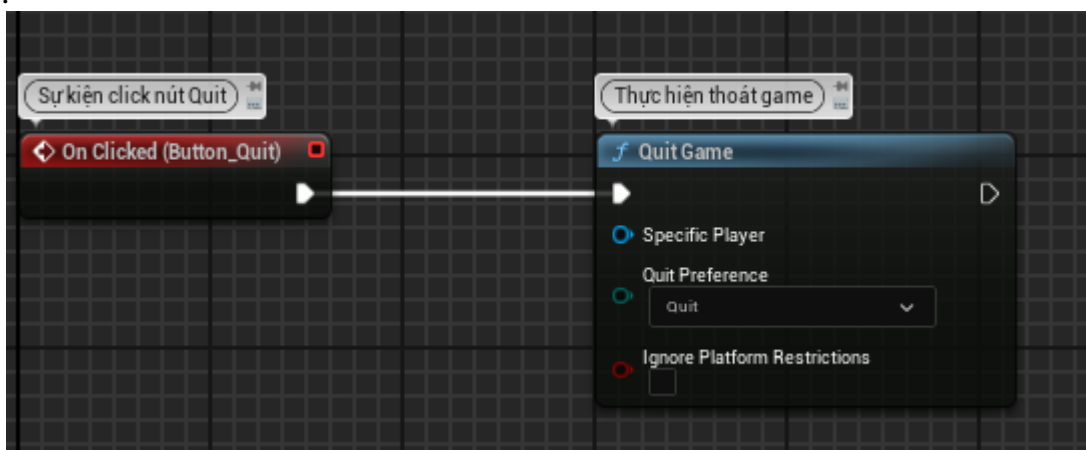 Sự kiện click nút Quit
Thực hiện thoát game
On Clicked (Button_Quit)
f Quit Game
Specific Player
Quit Preference
Quit
Ignore Platform Restrictions